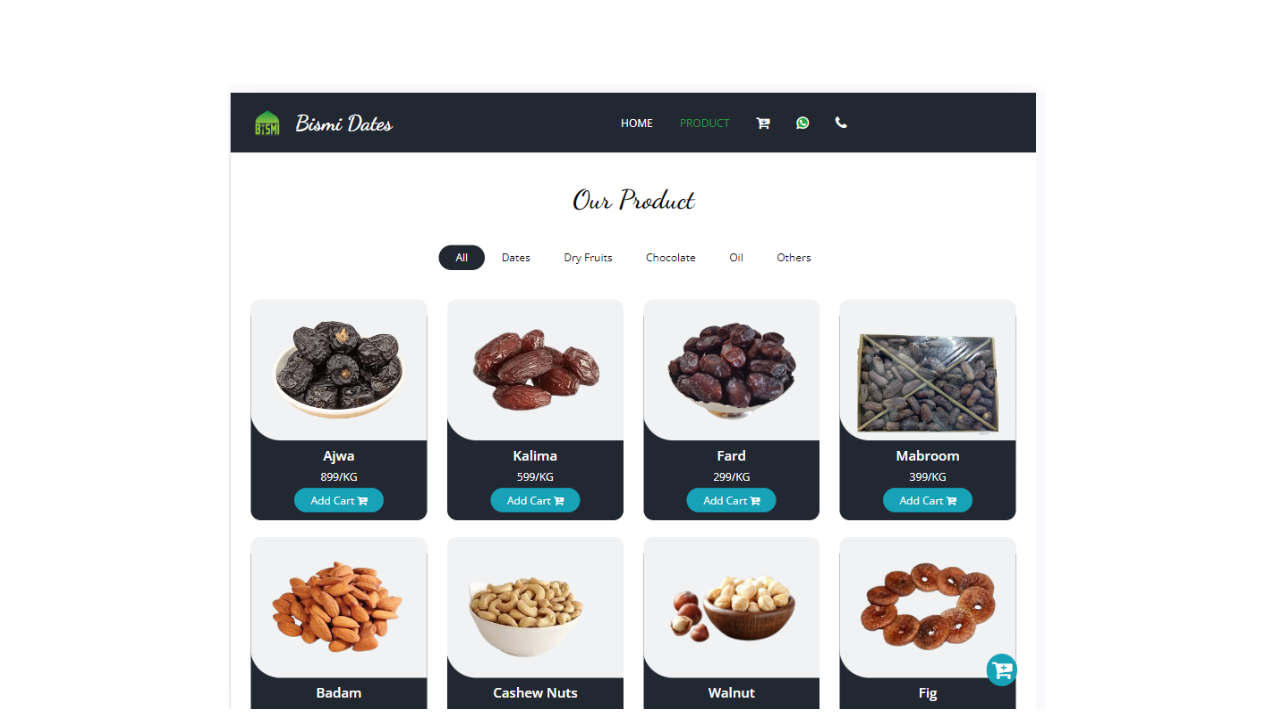 BISMI
Bismi Dates
HOME
PRODUCT
Our Product
All
Dates
Dry Fruits
Chocolate
Oil
Others
Ajwa
899/KG
Add Cart
Kalima
599/KG
Add Cart
Fard
299/KG
Add Cart
Mabroom
399/KG
Add Cart
Badam
Cashew Nuts
Walnut
Fig